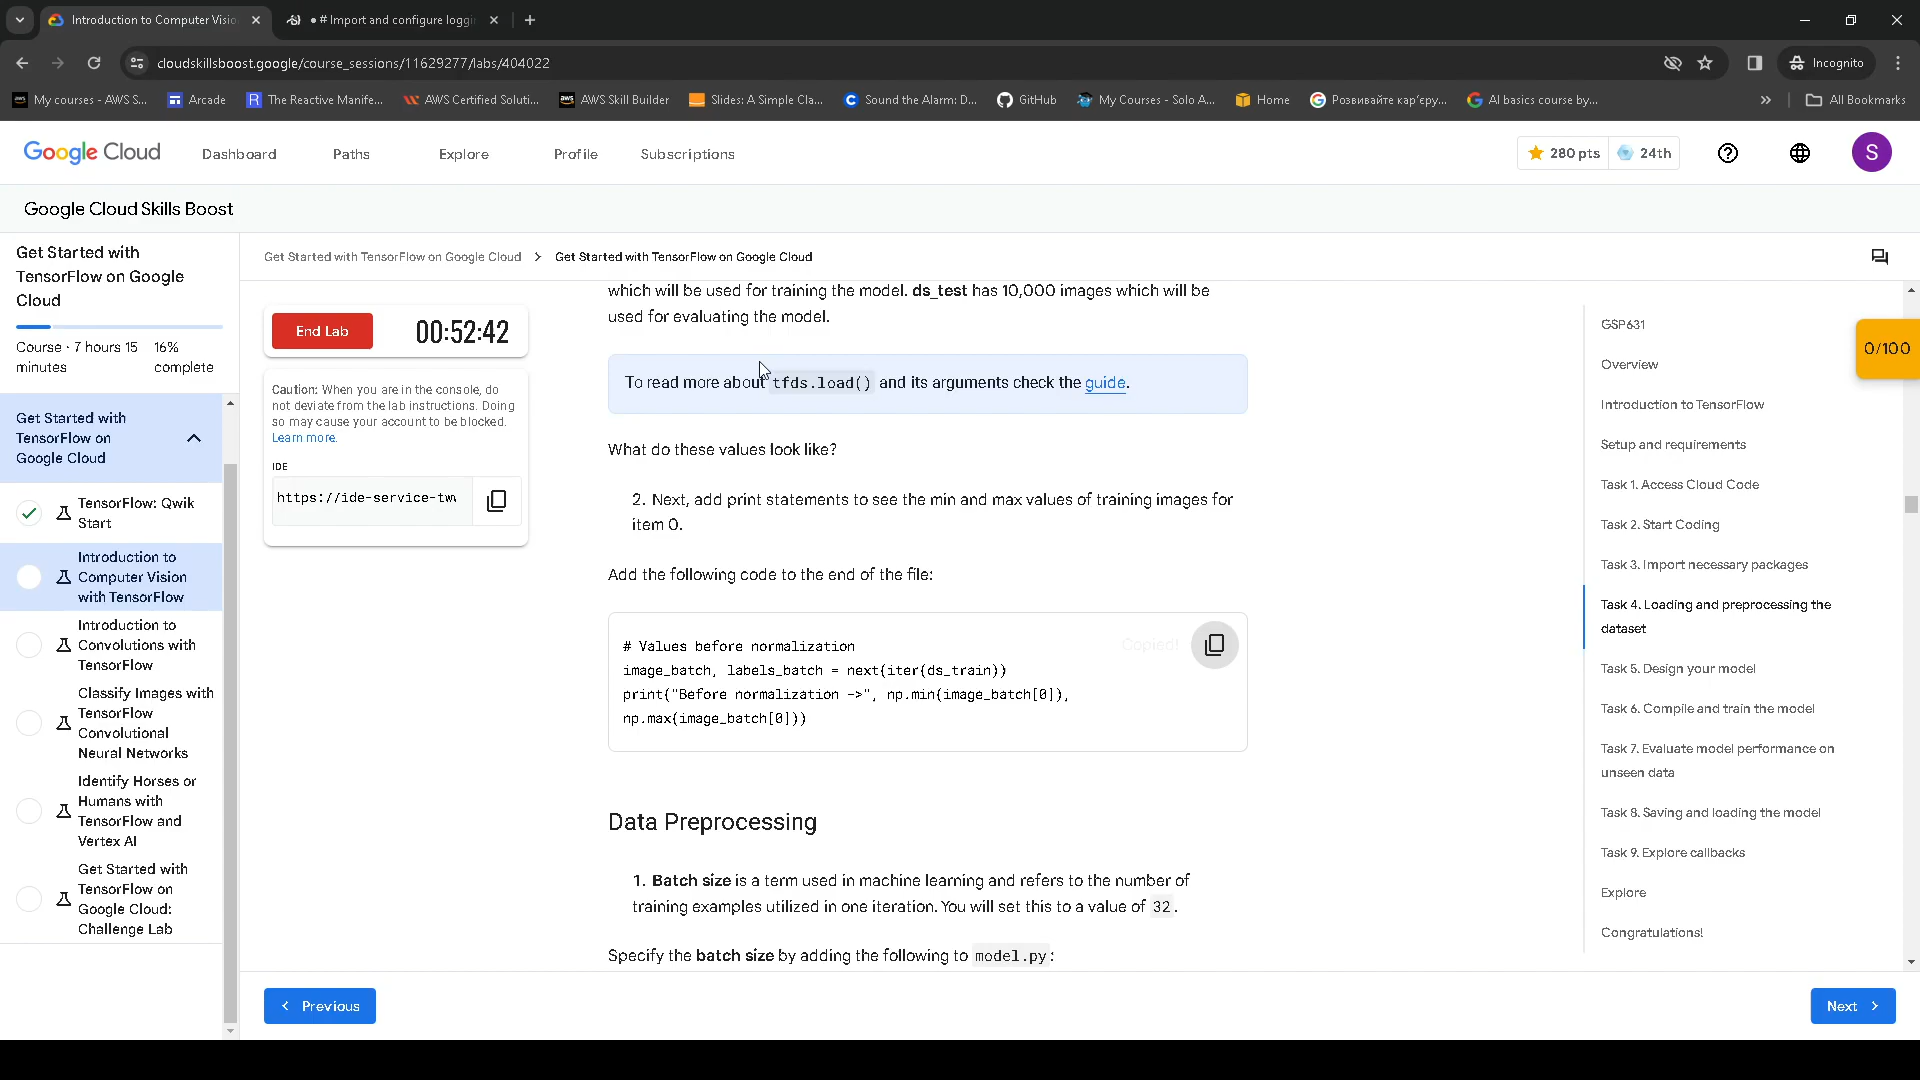 Introduction to Computer Visio
# Import and configure loggi
cloudskillsboost.google/course_sessions/11629277/labs/404022
Incognito
My courses - AWS S...
Arcade
The Reactive Manife...
AWS Certified Soluti...
AWS Skill Builder
Slides: A Simple Cla...
Sound the Alarm: D...
GitHub
My Courses - Solo A...
Home
Розвивайте кар'єру...
AI basics course by...
All Bookmarks
Google Cloud
Dashboard
Paths
Explore
Profile
Subscriptions
280 pts
24th
S
Google Cloud Skills Boost
Get Started with
TensorFlow on Google
Cloud
Course · 7 hours 15
minutes
16%
complete
Get Started with
TensorFlow on
Google Cloud
TensorFlow: Qwik
Start
Introduction to
Computer Vision
with TensorFlow
Introduction to
Convolutions with
TensorFlow
Classify Images with
TensorFlow
Convolutional
Neural Networks
Identify Horses or
Humans with
TensorFlow and
Vertex AI
Get Started with
TensorFlow on
Google Cloud:
Challenge Lab
Get Started with TensorFlow on Google Cloud > Get Started with TensorFlow on Google Cloud
End Lab
00:52:42
Caution: When you are in the console, do
not deviate from the lab instructions. Doing
so may cause your account to be blocked.
Learn more.
IDE
https://ide-service-tw
which will be used for training the model. ds_test has 10,000 images which will be
used for evaluating the model.
To read more about tfds.load() and its arguments check the guide.
What do these values look like?
2. Next, add print statements to see the min and max values of training images for
item 0.
Add the following code to the end of the file:
Copied!
# Values before normalization
image_batch, labels_batch = next(iter(ds_train))
print("Before normalization ->", np.min(image_batch[0]),
np.max(image_batch[0]))
Data Preprocessing
1. Batch size is a term used in machine learning and refers to the number of
training examples utilized in one iteration. You will set this to a value of 32.
Specify the batch size by adding the following to model.py:
GSP631
Overview
Introduction to TensorFlow
Setup and requirements
Task 1. Access Cloud Code
Task 2. Start Coding
Task 3. Import necessary packages
Task 4. Loading and preprocessing the
dataset
Task 5. Design your model
Task 6. Compile and train the model
Task 7. Evaluate model performance on
unseen data
Task 8. Saving and loading the model
Task 9. Explore callbacks
Explore
Congratulations!
0/100
Previous
Next